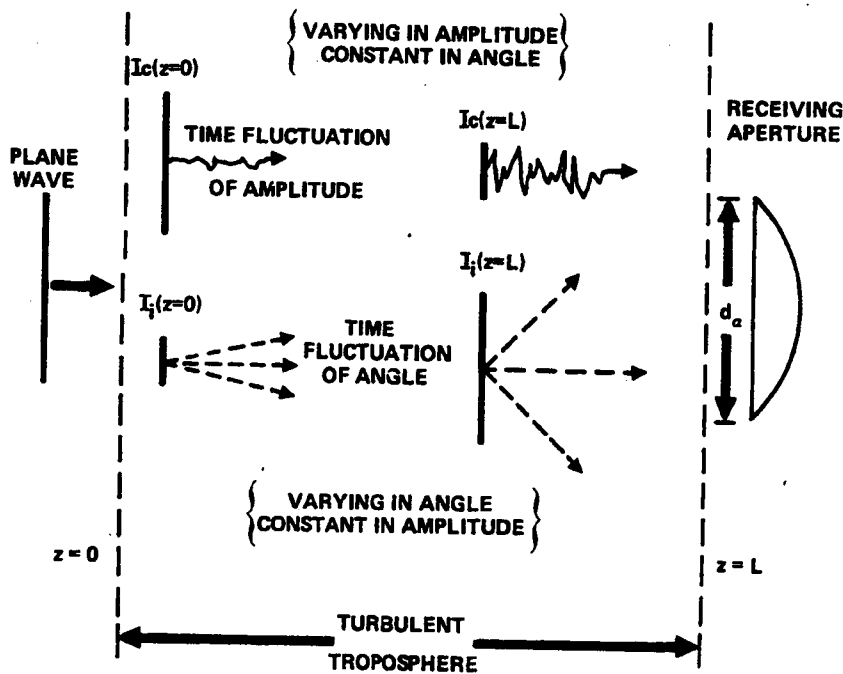 VARYING IN AMPLITUDE
CONSTANT IN ANGLE
Ic(z=0)
Ic(z=L)
RECEIVING
APERTURE
PLANE
WAVE
TIME FLUCTUATION
OF AMPLITUDE
Ii(z=0)
Ii(z=L)
TIME
FLUCTUATION
OF ANGLE
dα
VARYING IN ANGLE
CONSTANT IN AMPLITUDE
z = 0
z = L
TURBULENT
TROPOSPHERE